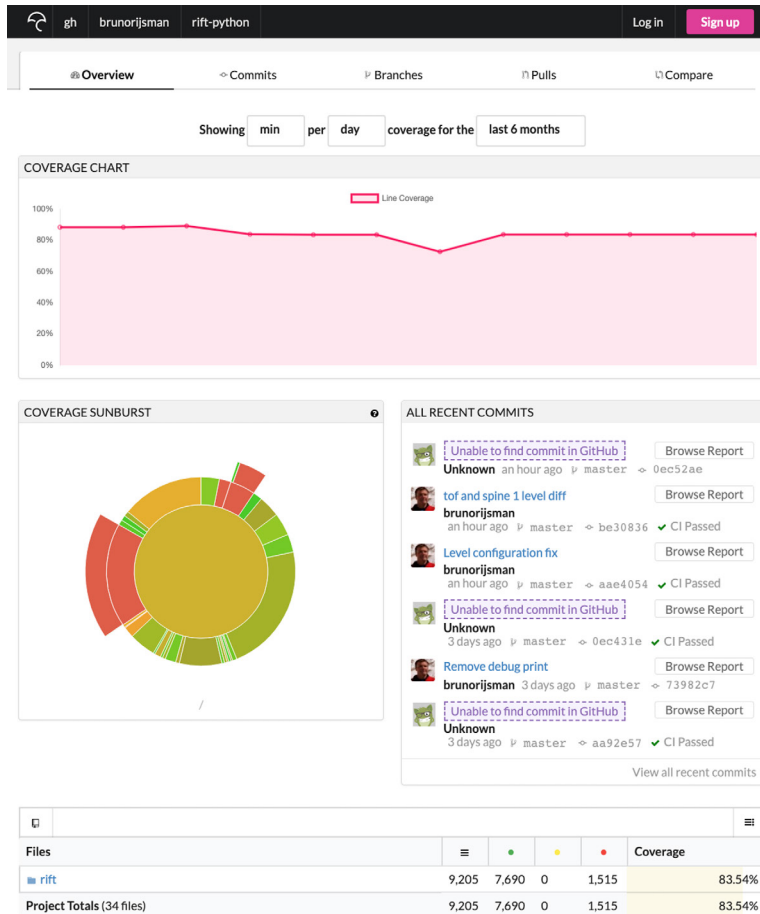 gh brunorijsman rift-python Log in Sign up
Overview Commits Branches Pulls Compare
Showing min per day coverage for the last 6 months
COVERAGE CHART
Line Coverage
100%
80%
60%
40%
20%
0%
COVERAGE SUNBURST
/
ALL RECENT COMMITS
Unable to find commit in GitHub Browse Report
Unknown an hour ago master 0ec52ae
tof and spine 1 level diff Browse Report
brunorijsman
an hour ago master be30836 CI Passed
Level configuration fix Browse Report
brunorijsman
an hour ago master aae4054 CI Passed
Unable to find commit in GitHub Browse Report
Unknown
3 days ago master 0ec431e CI Passed
Remove debug print Browse Report
brunorijsman 3 days ago master 73982c7
Unable to find commit in GitHub Browse Report
Unknown
3 days ago master aa92e57 CI Passed
View all recent commits
Files Coverage
rift 9,205 7,690 0 1,515 83.54%
Project Totals (34 files) 9,205 7,690 0 1,515 83.54%